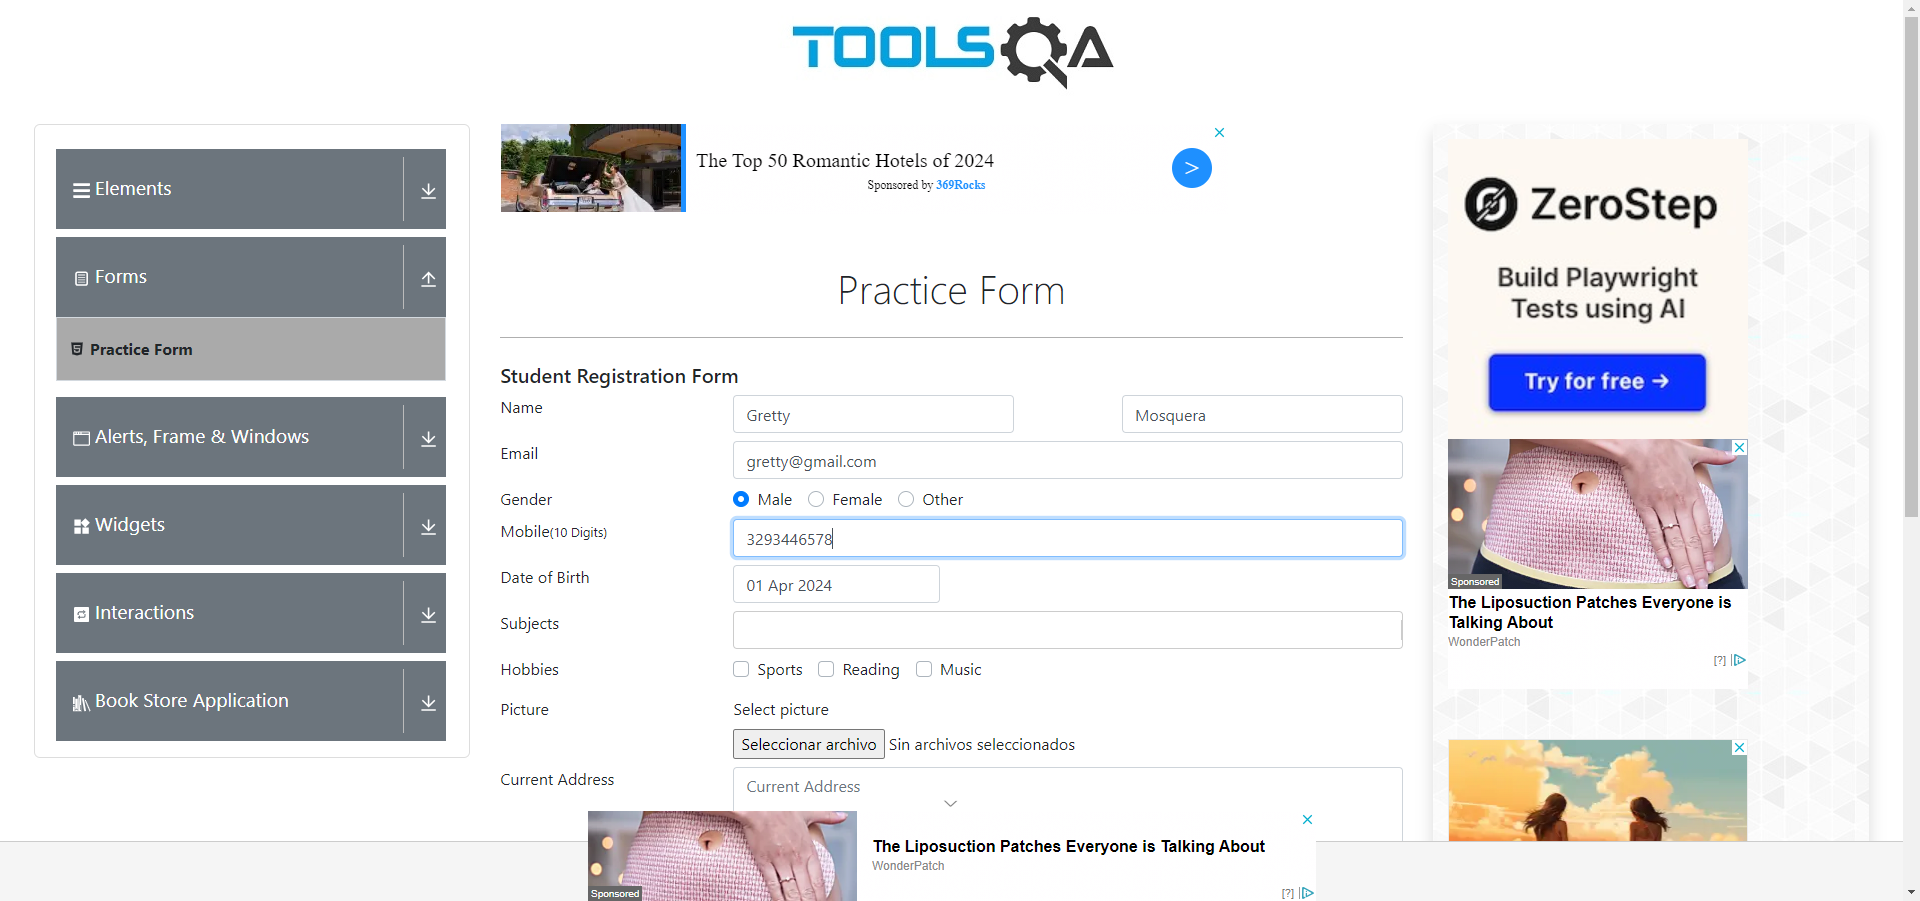 TOOLSQA
Elements
Forms
Practice Form
Alerts, Frame & Windows
Widgets
Interactions
Book Store Application
The Top 50 Romantic Hotels of 2024
Sponsored by 369Rocks
>
Practice Form
Student Registration Form
Name
Gretty
Mosquera
Email
gretty@gmail.com
Gender
Male
Female
Other
Mobile(10 Digits)
3293446578
Date of Birth
01 Apr 2024
Subjects
Hobbies
Sports
Reading
Music
Picture
Select picture
Seleccionar archivo
Sin archivos seleccionados
Current Address
Current Address
Sponsored
The Liposuction Patches Everyone is Talking About
WonderPatch
[?]
ZeroStep
Build Playwright
Tests using AI
Try for free →
Sponsored
The Liposuction Patches Everyone is
Talking About
WonderPatch
[?]